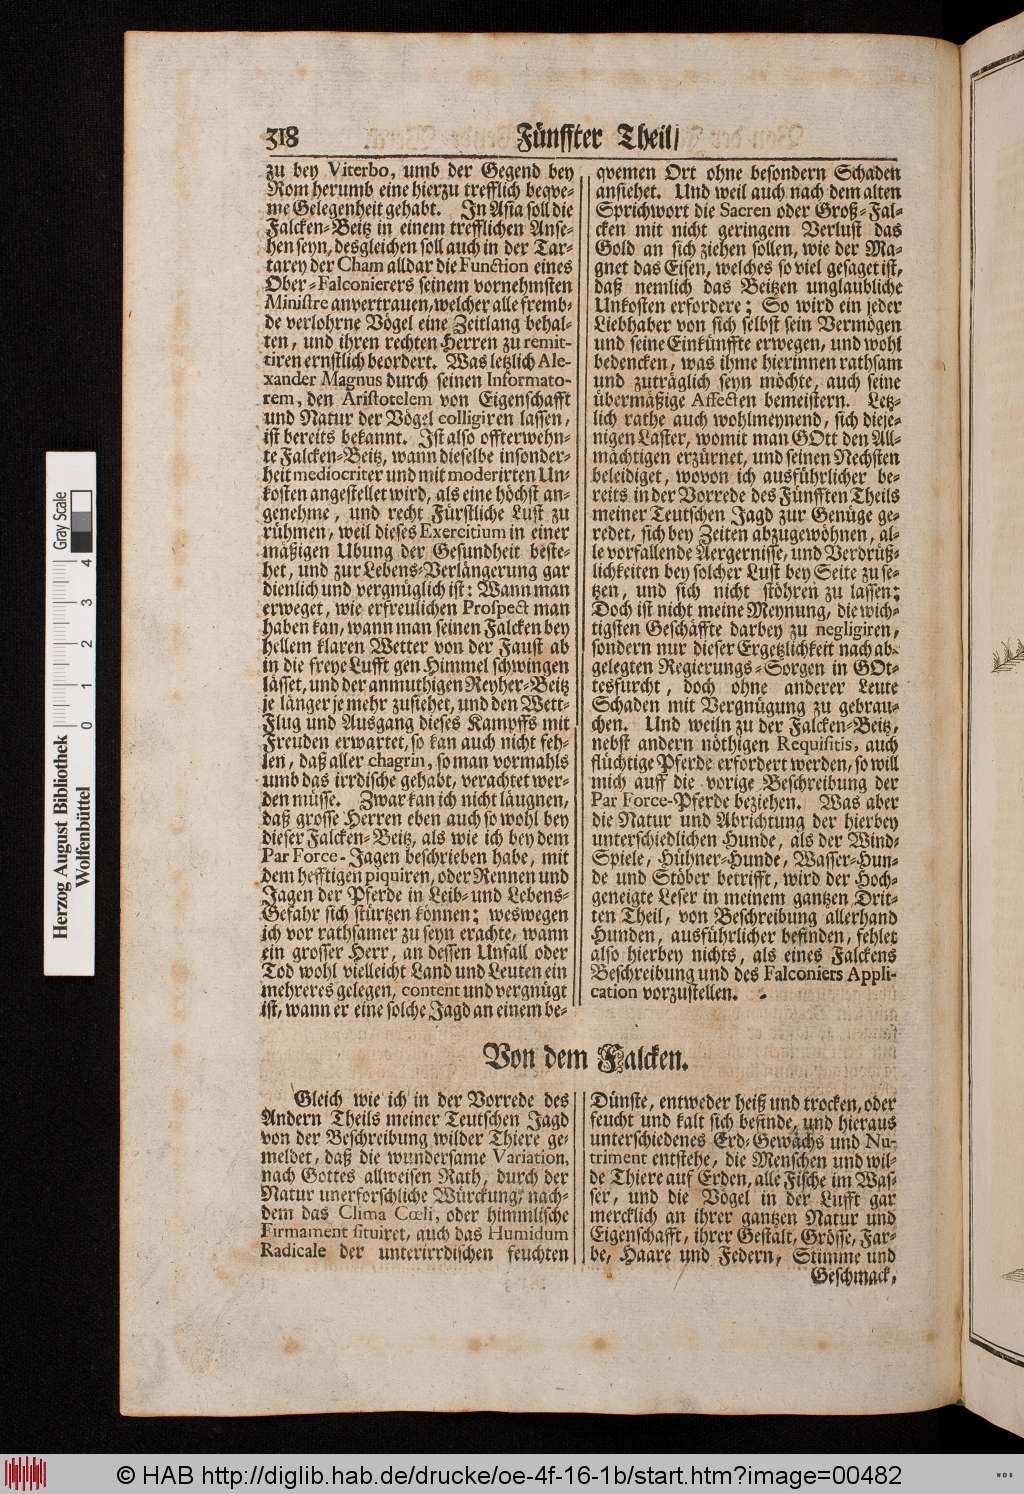 318
Fünffter Theil/
zu bey Viterbo, umb der Gegend bey
Rom herumb eine hierzu trefflich beqve-
me Gelegenheit gehabt. In Asia soll die
Falcken-Beitz in einem trefflichen Anse-
hen seyn, desgleichen soll auch in der Tar-
tarey der Cham alldar die Function eines
Ober-Falconierers seinem vornehmsten
Ministre anvertrauen, welcher alle fremb-
de verlohrne Vögel eine Zeitlang behal-
ten, und ihren rechten Herren zu remit-
tiren ernstlich beordert. Was letzlich Ale-
xander Magnus durch seinen Informato-
rem, den Aristotelem von Eigenschafft
und Natur der Vögel colligiren lassen,
ist bereits bekannt. Ist also offterwehn-
te Falcken-Beitz, wann dieselbe insonder-
heit mediocriter und mit moderirten Un-
kosten angestellet wird, als eine höchst an-
genehme, und recht Fürstliche Lust zu
rühmen, weil dieses Exercitium in einer
mäßigen Ubung der Gesundheit beste-
het, und zur Lebens-Verlängerung gar
dienlich und vergnüglich ist: Wann man
erweget, wie erfreulichen Prospect man
haben kan, wann man seinen Falcken bey
hellem klaren Wetter von der Faust ab
in die freye Lufft gen Himmel schwingen
lässet, und der anmuthigen Reyher-Beitz
je länger je mehr zusiehet, und den Wett-
Flug und Ausgang dieses Kampffs mit
Freuden erwartet, so kan auch nicht feh-
len, daß aller chagrin, so man vormahls
umb das irrdische gehabt, verachtet wer-
den müsse. Zwar kan ich nicht läugnen,
daß grosse Herren eben auch so wohl bey
dieser Falcken-Beitz, als wie ich bey dem
Par Force-Jagen beschrieben habe, mit
dem hefftigen piquiren, oder Rennen und
Jagen der Pferde in Leib- und Lebens-
Gefahr sich stürtzen können; weswegen
ich vor rathsamer zu seyn erachte, wann
ein grosser Herr, an dessen Unfall oder
Tod wohl vielleicht Land und Leuten ein
mehreres gelegen, content und vergnügt
ist, wann er eine solche Jagd an einem be-
qvemen Ort ohne besondern Schaden
ansiehet. Und weil auch nach dem alten
Sprichwort die Sacren oder Groß-Fal-
cken mit nicht geringem Verlust das
Gold an sich ziehen sollen, wie der Ma-
gnet das Eisen, welches so viel gesaget ist,
daß nemlich das Beitzen unglaubliche
Unkosten erfordere; So wird ein jeder
Liebhaber von sich selbst sein Vermögen
und seine Einkünffte erwegen, und wohl
bedencken, was ihme hierinnen rathsam
und zuträglich seyn möchte, auch seine
übermäßige Affecten bemeistern. Letz-
lich rathe auch wohlmeynend, sich dieje-
nigen Laster, womit man GOtt den All-
mächtigen erzürnet, und seinen Nechsten
beleidiget, wovon ich ausführlicher be-
reits in der Vorrede des Fünfften Theils
meiner Teutschen Jagd zur Genüge ge-
redet, sich bey Zeiten abzugewöhnen, al-
le vorfallende Aergernisse, und Verdrüß-
lichkeiten bey solcher Lust bey Seite zu se-
tzen, und sich nicht stöhren zu lassen;
Doch ist nicht meine Meynung, die wich-
tigsten Geschäffte darbey zu negligiren,
sondern nur dieser Ergetzlichkeit nach ab-
gelegten Regierungs-Sorgen in GOt-
tesfurcht, doch ohne anderer Leute
Schaden mit Vergnügung zu gebrau-
chen. Und weiln zu der Falcken-Beitz,
nebst andern nöthigen Requisitis, auch
flüchtige Pferde erfordert werden, so will
mich auff die vorige Beschreibung der
Par Force-Pferde beziehen. Was aber
die Natur und Abrichtung der hierbey
unterschiedlichen Hunde, als der Wind-
Spiele, Hühner-Hunde, Wasser-Hun-
de und Stöber betrifft, wird der Hoch-
geneigte Leser in meinem gantzen Drit-
ten Theil, von Beschreibung allerhand
Hunden, ausführlicher befinden, fehlet
also hierbey nichts, als eines Falckens
Beschreibung und des Falconiers Appli-
cation vorzustellen.
Von dem Falcken.
Gleich wie ich in der Vorrede des
Andern Theils meiner Teutschen Jagd
von der Beschreibung wilder Thiere ge-
meldet, daß die wundersame Variation,
nach Gottes allweisen Rath, durch der
Natur unerforschliche Würckung, nach-
dem das Clima Cœli, oder himmlische
Firmament situiret, auch das Humidum
Radicale der unterirrdischen feuchten
Dünste, entweder heiß und trocken, oder
feucht und kalt sich befinde, und hieraus
unterschiedenes Erd-Gewächs und Nu-
triment entstehe, die Menschen und wil-
de Thiere auf Erden, alle Fische im Was-
ser, und die Vögel in der Lufft gar
mercklich an ihrer gantzen Natur und
Eigenschafft, ihrer Gestalt, Grösse, Far-
be, Haare und Federn, Stimme und
Geschmack,
Herzog August Bibliothek
Wolfenbüttel
0 1 2 3 4
Gray Scale
© HAB http://diglib.hab.de/drucke/oe-4f-16-1b/start.htm?image=00482